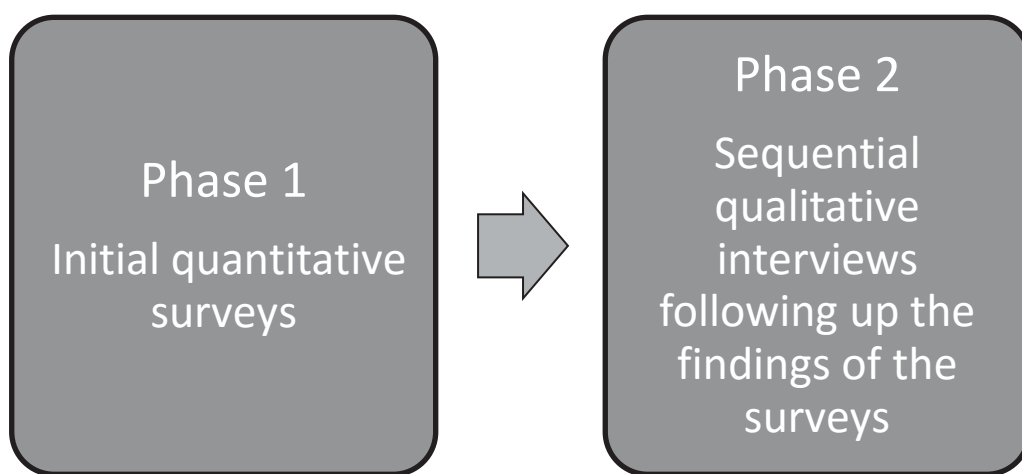 Phase 1
Initial quantitative
surveys
Phase 2
Sequential
qualitative
interviews
following up the
findings of the
surveys